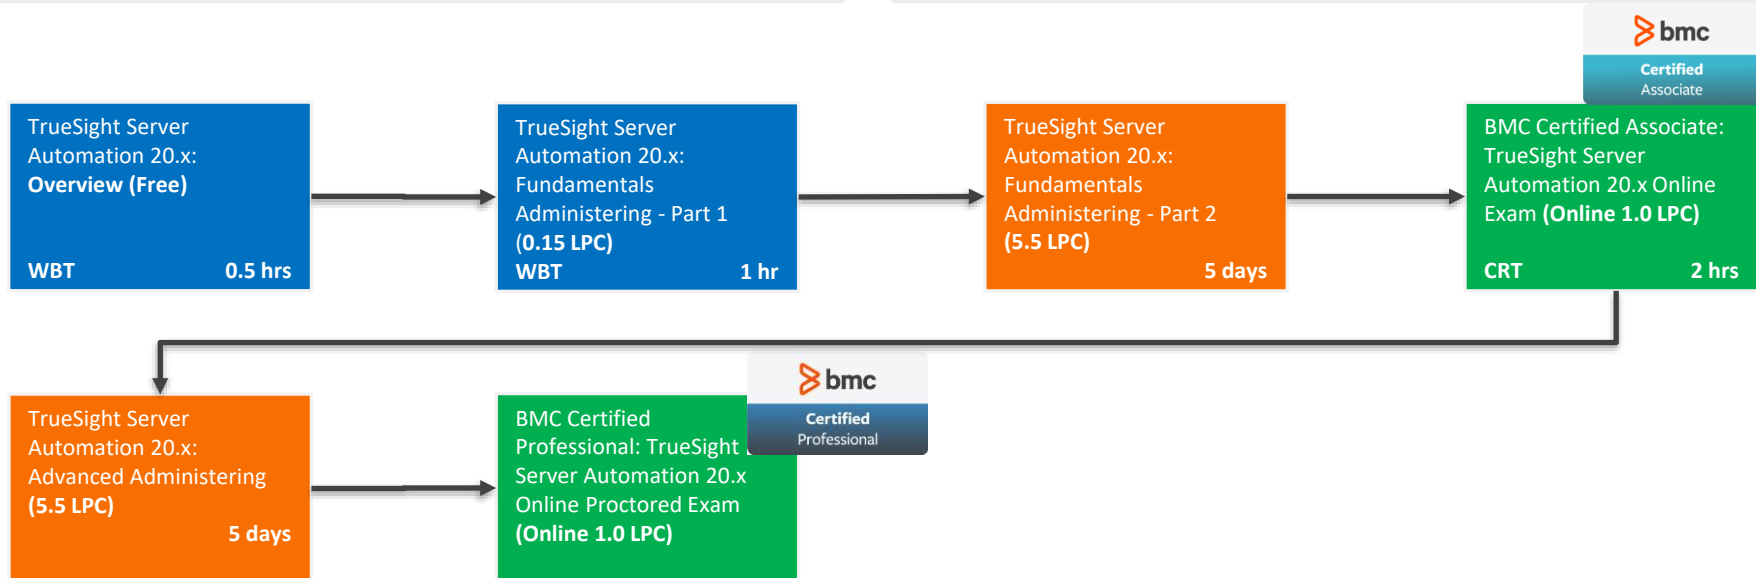 bmc
Certified
Associate
TrueSight Server
Automation 20.x:
Overview (Free)
WBT 0.5 hrs
TrueSight Server
Automation 20.x:
Fundamentals
Administering - Part 1
(0.15 LPC)
WBT 1 hr
TrueSight Server
Automation 20.x:
Fundamentals
Administering - Part 2
(5.5 LPC)
5 days
BMC Certified Associate:
TrueSight Server
Automation 20.x Online
Exam (Online 1.0 LPC)
CRT 2 hrs
TrueSight Server
Automation 20.x:
Advanced Administering
(5.5 LPC)
5 days
bmc
Certified
Professional
BMC Certified
Professional: TrueSight
Server Automation 20.x
Online Proctored Exam
(Online 1.0 LPC)